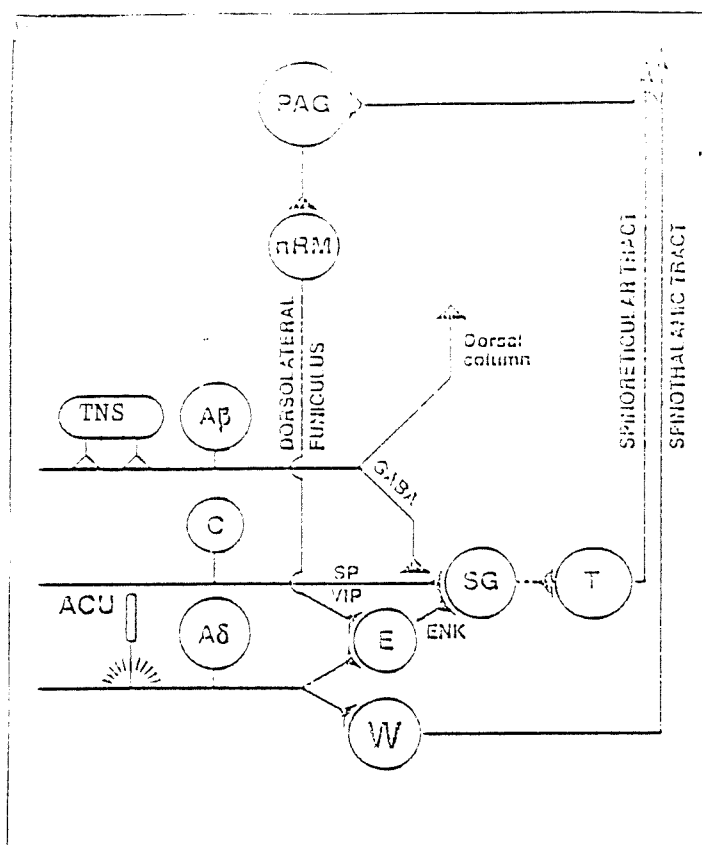 PAG
nRM
DORSOLATERAL
FUNICULUS
Dorsal
column
SPINORETICULAR TRACT
SPINOTHALAMIC TRACT
TNS
Aβ
GABA
C
SP
VIP
SG
T
ACU
Aδ
E
ENK
W